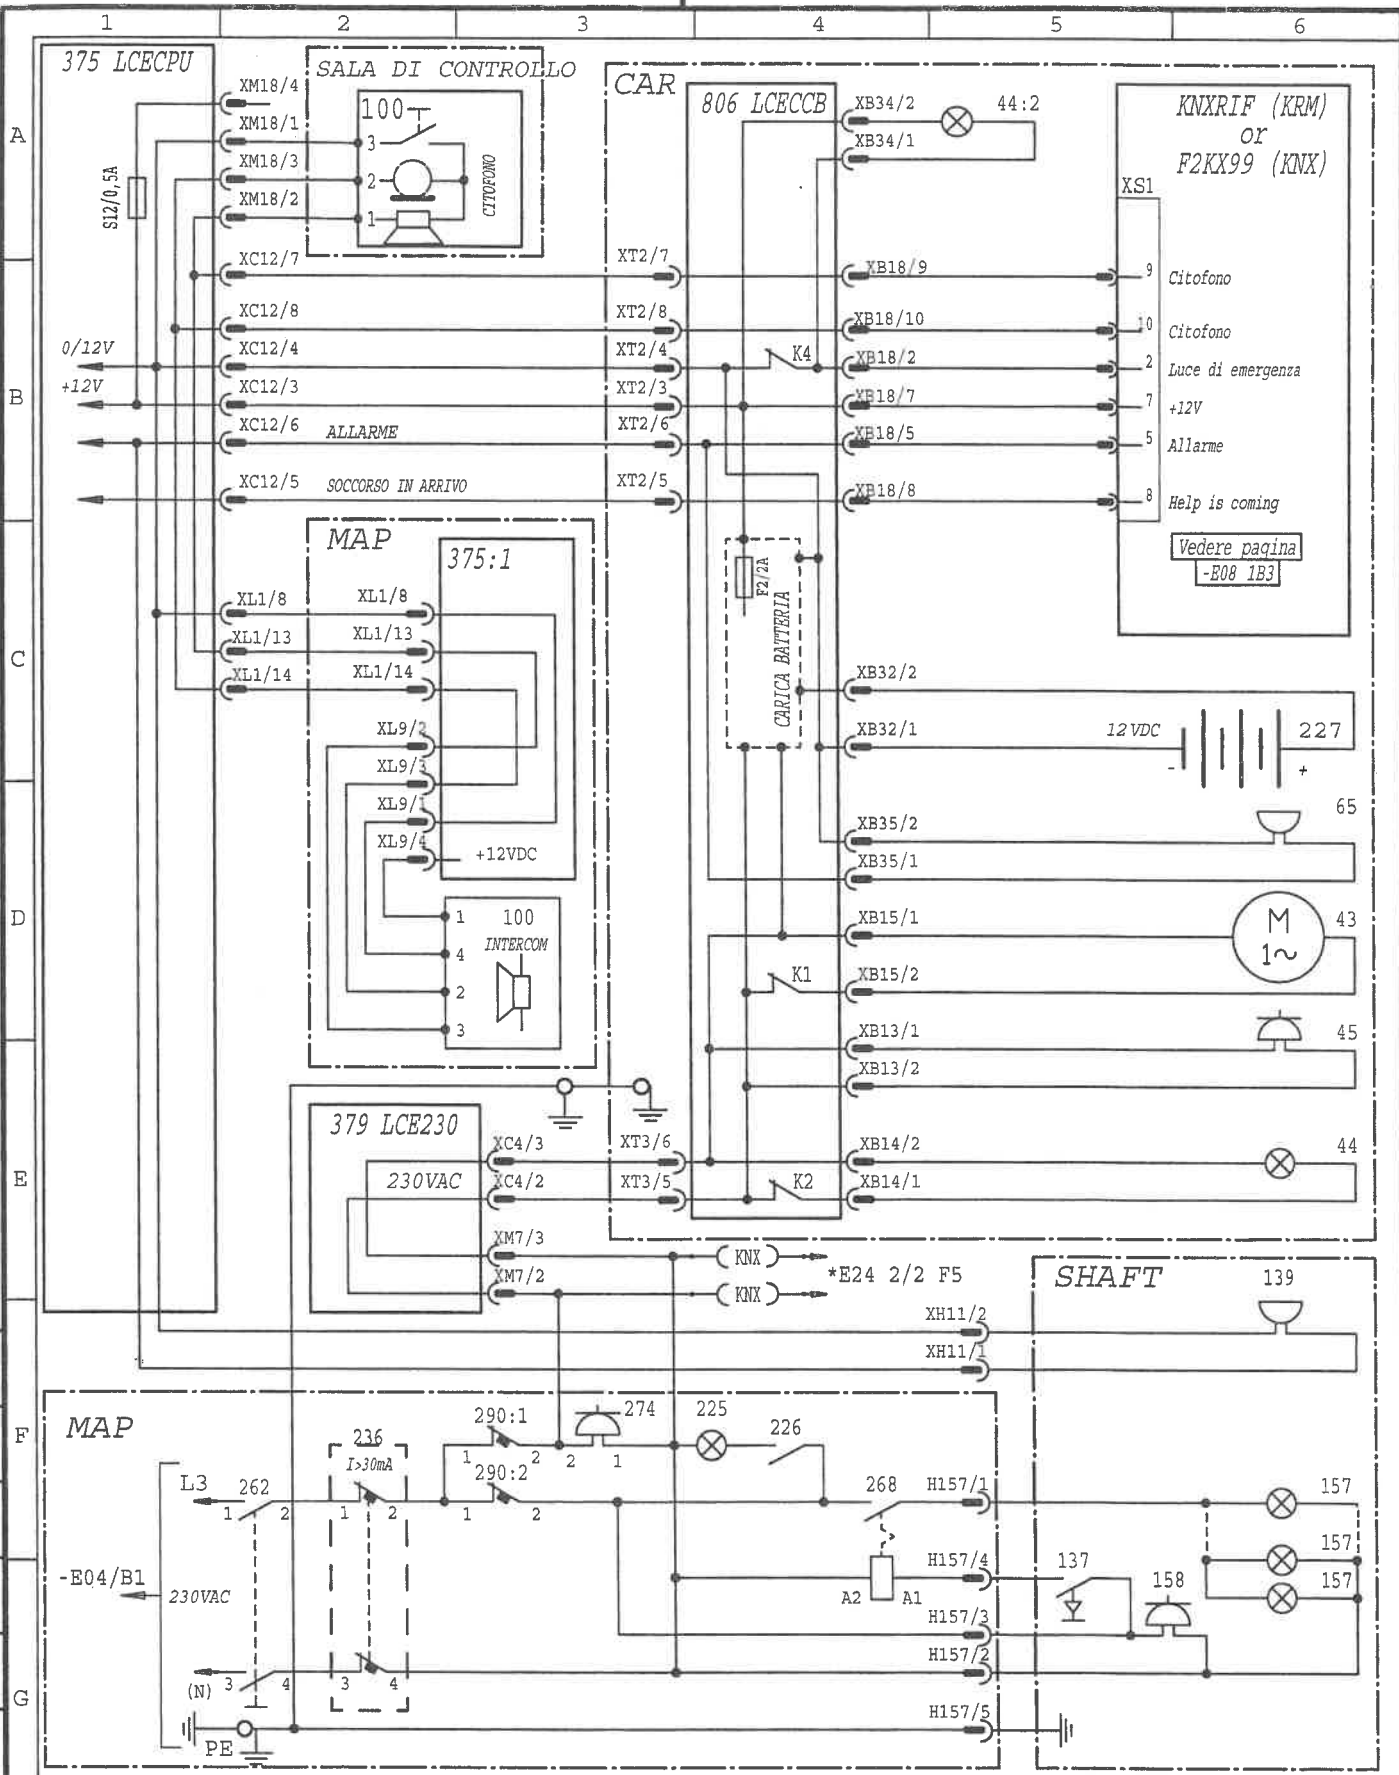 1 2 3 4 5 6
A
B
C
D
E
F
G
375 LCECPU
S12/0,5A
0/12V
+12V
XM18/4
XM18/1
XM18/3
XM18/2
XC12/7
XC12/8
XC12/4
XC12/3
XC12/6
XC12/5
XL1/8
XL1/13
XL1/14
SALA DI CONTROLLO
100
3
2
1
CITOFONO
ALLARME
SOCCORSO IN ARRIVO
MAP
375:1
XL1/8
XL1/13
XL1/14
XL9/2
XL9/3
XL9/1
XL9/4
+12VDC
100
INTERCOM
1
4
2
3
CAR
806 LCECCB
XT2/7
XT2/8
XT2/4
XT2/3
XT2/6
XT2/5
K4
F2/2A
CARICA BATTERIA
K1
K2
XB34/2
44:2
XB34/1
XB18/9
XB18/10
XB18/2
XB18/7
XB18/5
XB18/8
KNXRIF (KRM)
or
F2KX99 (KNX)
XS1
9 Citofono
10 Citofono
2 Luce di emergenza
7 +12V
5 Allarme
8 Help is coming
Vedere pagina
-E08 1B3
XB32/2
XB32/1
12VDC
-
+
227
XB35/2
65
XB35/1
XB15/1
M
1~
43
XB15/2
XB13/1
45
XB13/2
XB14/2
44
XB14/1
379 LCE230
230VAC
XC4/3
XC4/2
XM7/3
XM7/2
XT3/6
XT3/5
KNX
KNX
*E24 2/2 F5
SHAFT
139
XH11/2
XH11/1
MAP
290:1
1 2
290:2
1 2
274
2 1
225
226
236
I>30mA
1 2
3 4
L3
262
1 2
3 4
(N)
-E04/B1
230VAC
PE
268
A2 A1
H157/1
H157/4
H157/3
H157/2
H157/5
137
158
157
157
157